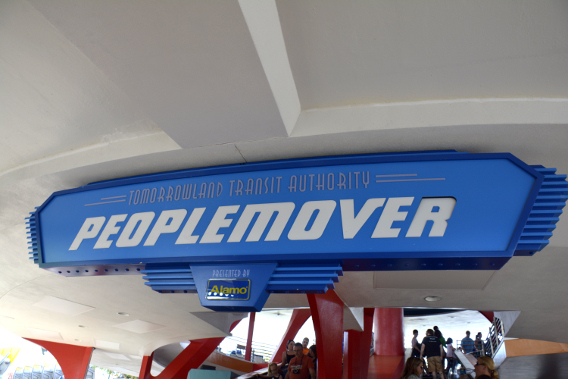 TOMORROWLAND TRANSIT AUTHORITY
PEOPLEMOVER
PRESENTED BY
Alamo